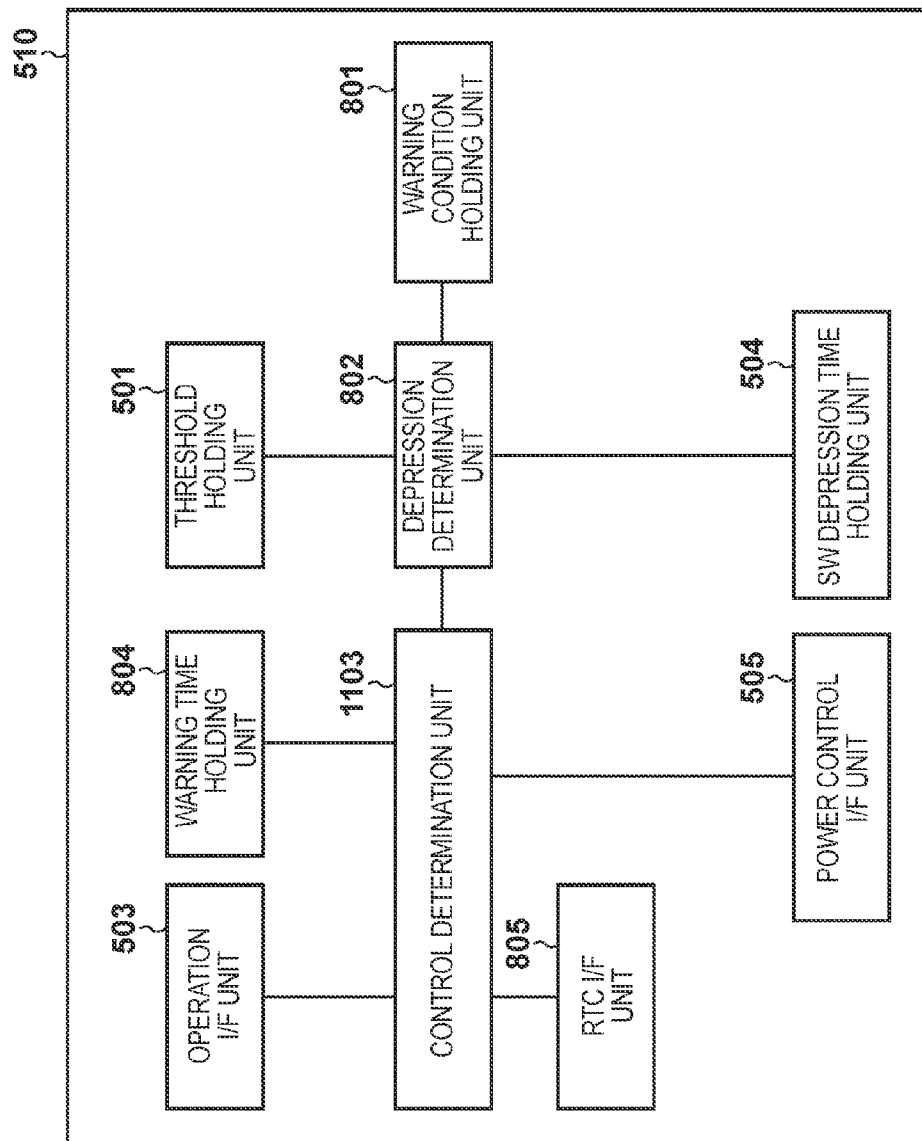 510
503
OPERATION
I/F UNIT
804
WARNING TIME
HOLDING
UNIT
501
THRESHOLD
HOLDING
UNIT
1103
CONTROL DETERMINATION UNIT
802
DEPRESSION
DETERMINATION
UNIT
801
WARNING
CONDITION
HOLDING UNIT
805
RTC I/F
UNIT
505
POWER CONTROL
I/F UNIT
504
SW DEPRESSION TIME
HOLDING UNIT